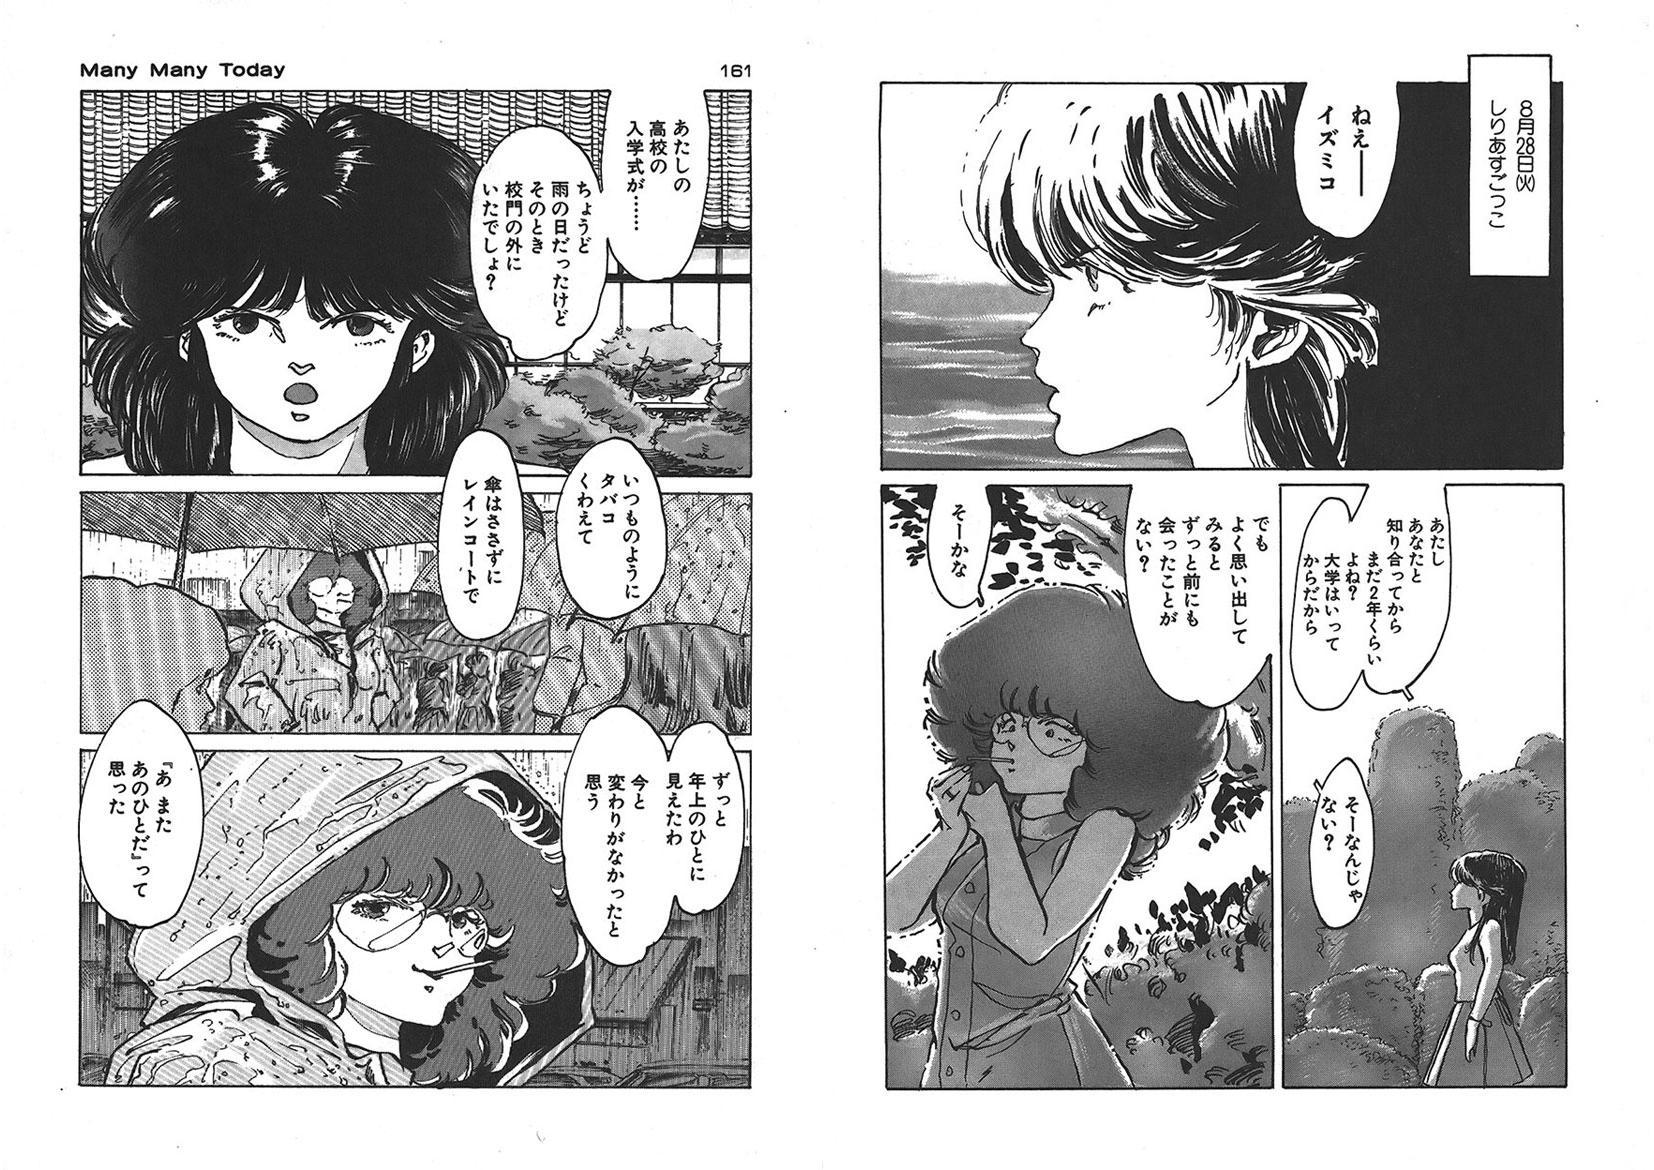 8月28日㈫
しりあすごっこ
ねえ──
イズミコ
あたし
あなたと
知り合ってから
まだ2年くらい
よね?
大学はいって
からだから
そーなんじゃ
ない?
でも
よく思い出して
みると
ずっと前にも
会ったことが
ない?
そーかな
Many Many Today
161
あたしの
高校の
入学式が……
ちょうど
雨の日だったけど
そのとき
校門の外に
いたでしょ?
いつものように
タバコ
くわえて
傘はささずに
レインコートで
ずっと
年上のひとに
見えたわ
今と
変わりがなかったと
思う
『あ また
あのひとだ』って
思った